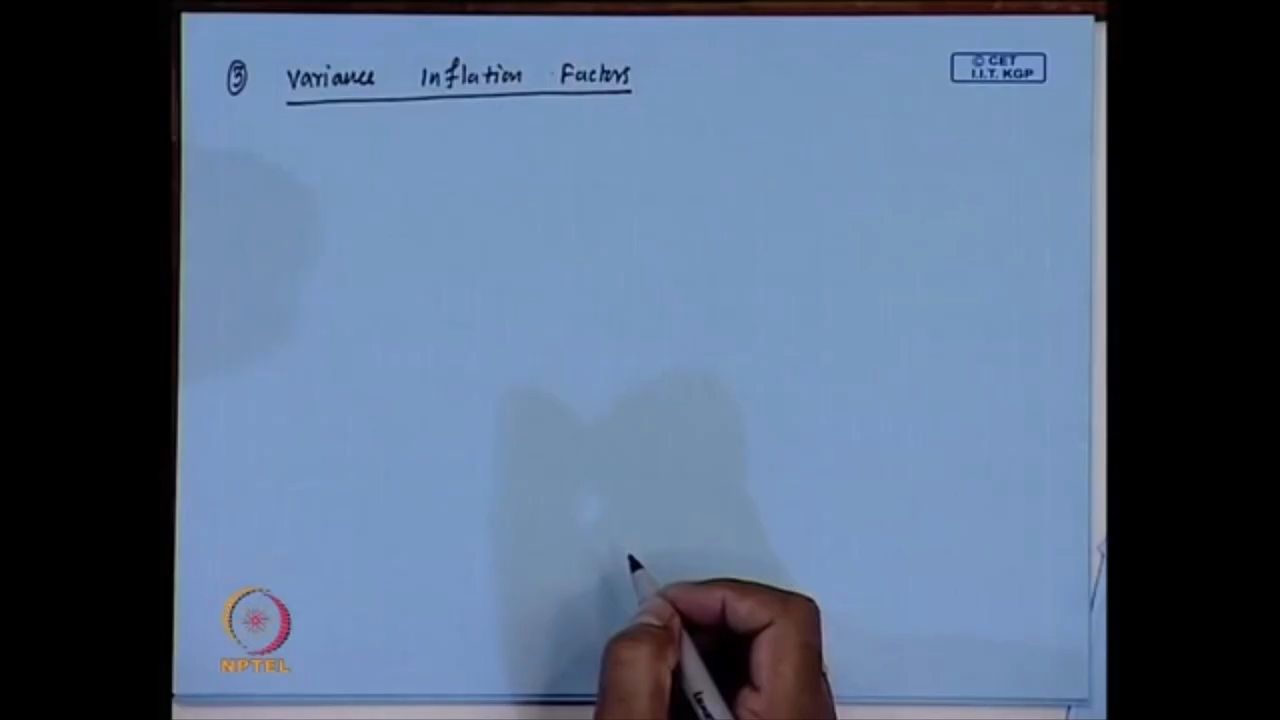 ③ Variance Inflation Factors
© CET
I.I.T. KGP
NPTEL